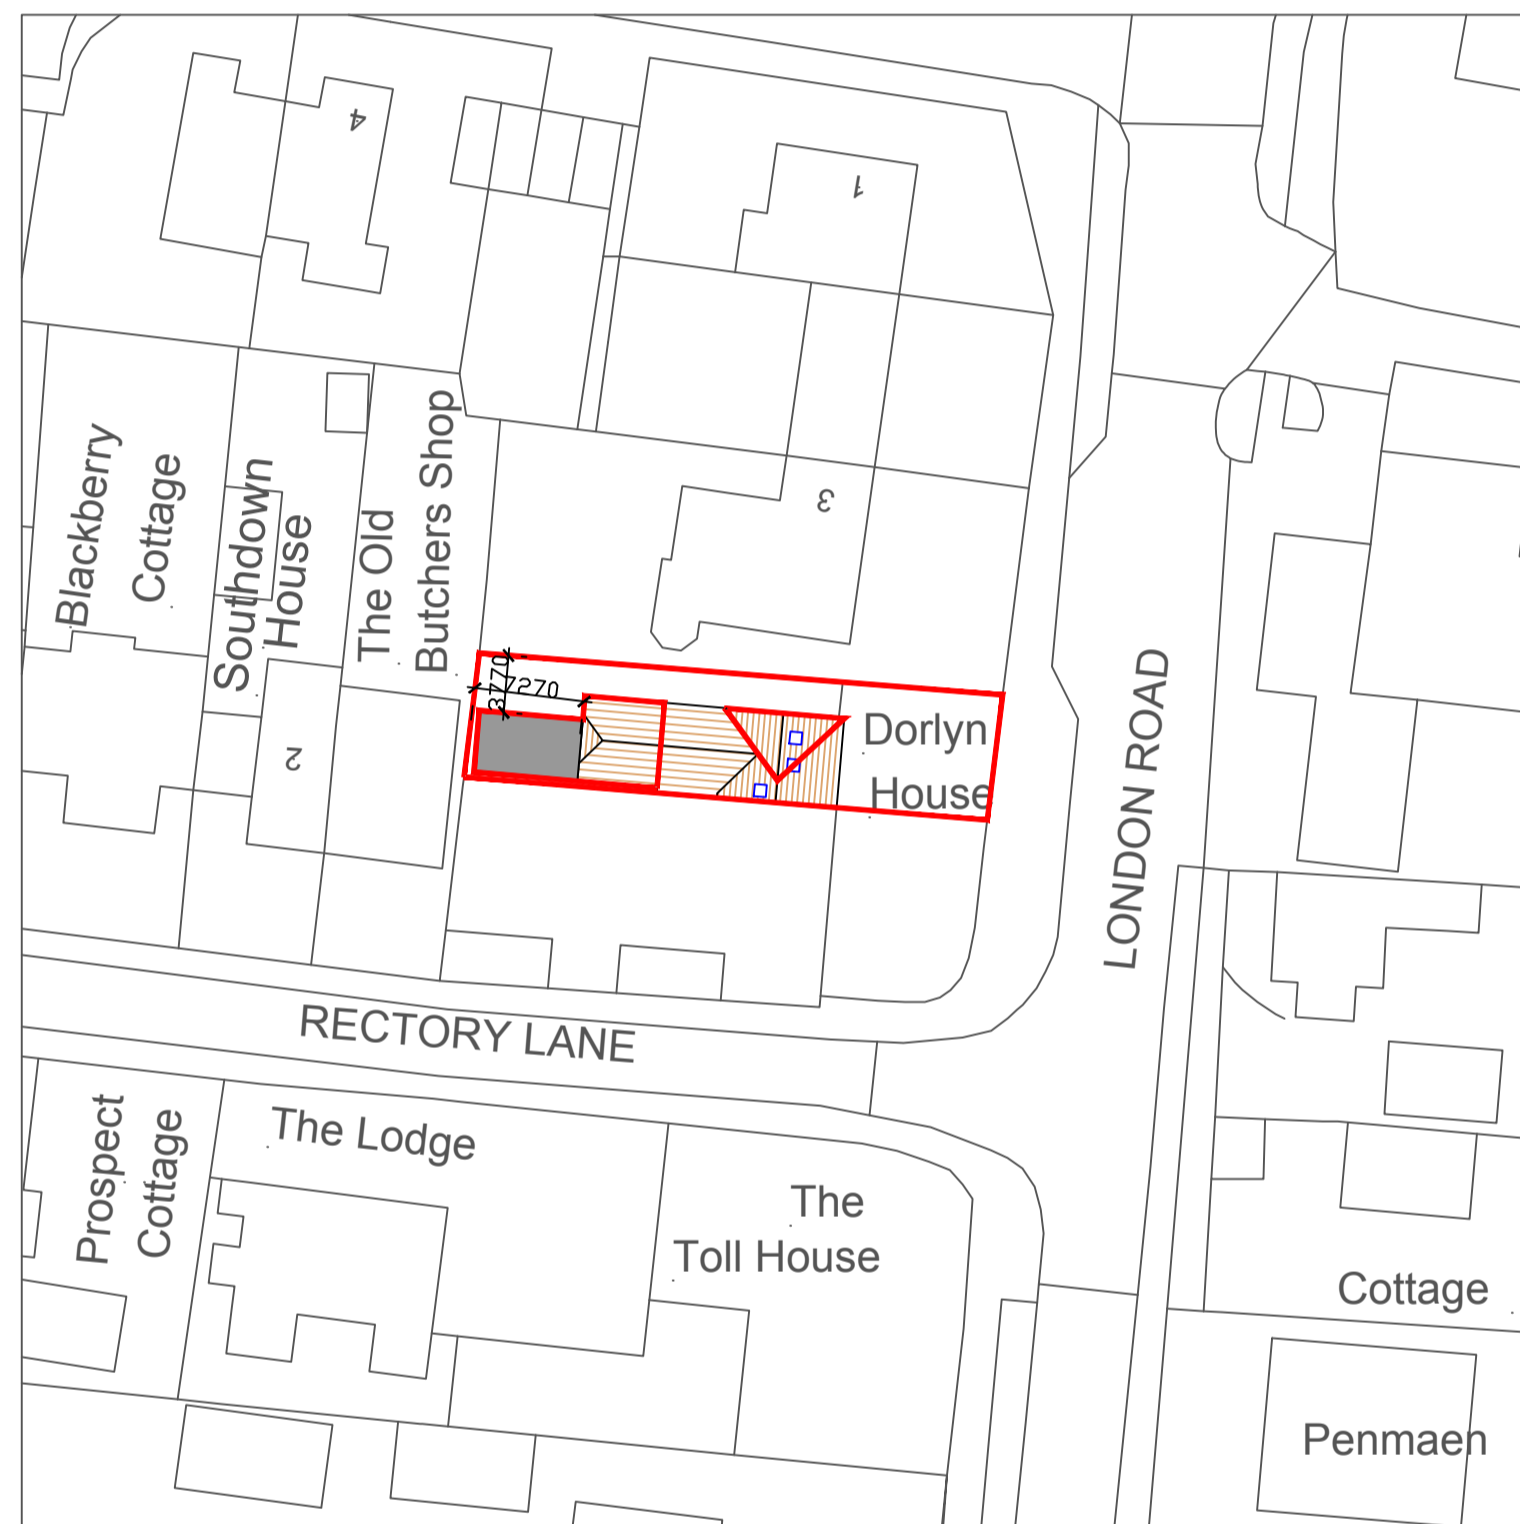 4
1
3
Blackberry
Cottage
Southdown
House
The Old
Butchers Shop
2
3770
7270
Dorlyn
House
LONDON ROAD
RECTORY LANE
Prospect
Cottage
The Lodge
The
Toll House
Cottage
Penmaen